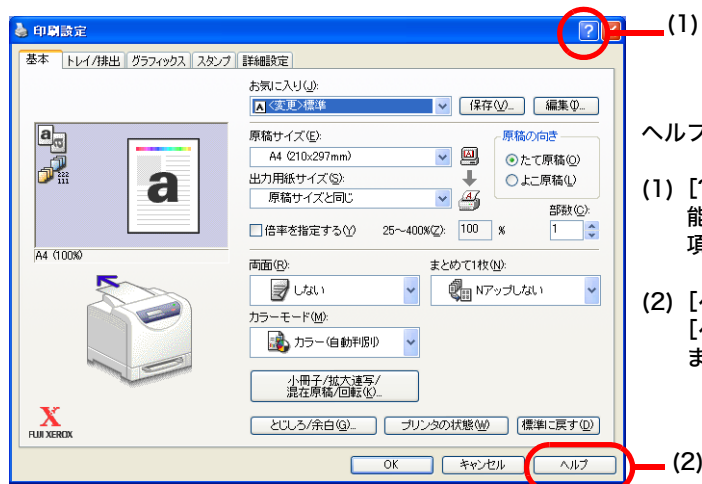 印刷設定
(1)
基本 トレイ/排出 グラフィックス スタンプ 詳細設定
お気に入り(J):
<変更>標準
保存(V)...
編集(I)...
原稿サイズ(E):
A4 (210x297mm)
原稿の向き
たて原稿(O)
よこ原稿(L)
出力用紙サイズ(S):
原稿サイズと同じ
倍率を指定する(Y) 25～400%(Z): 100 %
部数(C):
1
A4 (100%)
両面(R):
しない
まとめて1枚(N):
Nアップしない
カラーモード(M):
カラー(自動判別)
小冊子/拡大連写/
混在原稿/回転(K)...
とじしろ/余白(G)...
プリンタの状態(W)
標準に戻す(D)
FUJI XEROX
OK
キャンセル
ヘルプ
(2)
ヘルプ
(1) [?
能
項
(2) [ヘ
[ヘ
ま